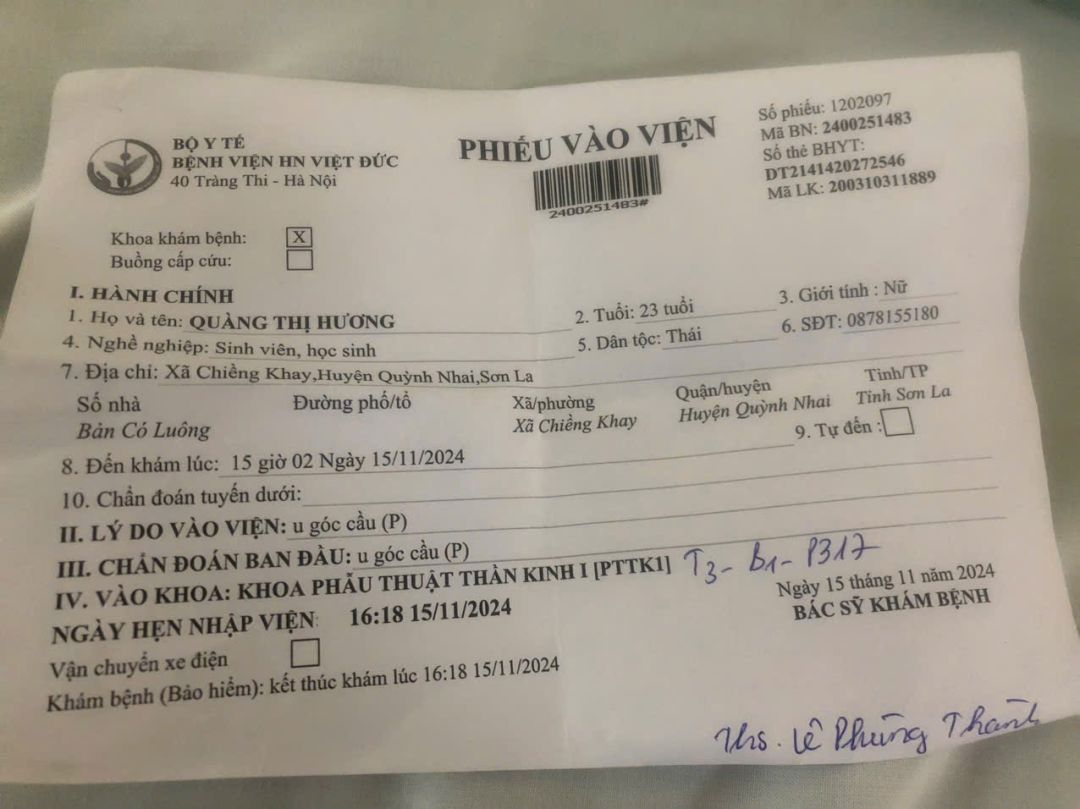 BỘ Y TẾ
BỆNH VIỆN HN VIỆT ĐỨC
40 Tràng Thi - Hà Nội
PHIẾU VÀO VIỆN
2400251483#
Số phiếu: 1202097
Mã BN: 2400251483
Số thẻ BHYT:
DT2141420272546
Mã LK: 200310311889
Khoa khám bệnh: X
Buồng cấp cứu:
I. HÀNH CHÍNH
1. Họ và tên: QUÀNG THỊ HƯƠNG 2. Tuổi: 23 tuổi 3. Giới tính : Nữ
4. Nghề nghiệp: Sinh viên, học sinh 5. Dân tộc: Thái 6. SĐT: 0878155180
7. Địa chỉ: Xã Chiềng Khay,Huyện Quỳnh Nhai,Sơn La
Số nhà Đường phố/tổ Xã/phường Quận/huyện Tỉnh/TP
Bản Có Luông Xã Chiềng Khay Huyện Quỳnh Nhai Tỉnh Sơn La
8. Đến khám lúc: 15 giờ 02 Ngày 15/11/2024 9. Tự đến :
10. Chẩn đoán tuyến dưới:
II. LÝ DO VÀO VIỆN: u góc cầu (P)
III. CHẨN ĐOÁN BAN ĐẦU: u góc cầu (P)
IV. VÀO KHOA: KHOA PHẪU THUẬT THẦN KINH I [PTTK1] T3- B1- P317
NGÀY HẸN NHẬP VIỆN: 16:18 15/11/2024
Ngày 15 tháng 11 năm 2024
BÁC SỸ KHÁM BỆNH
Vận chuyển xe điện
Khám bệnh (Bảo hiểm): kết thúc khám lúc 16:18 15/11/2024
Ths. Lê Phùng Thành